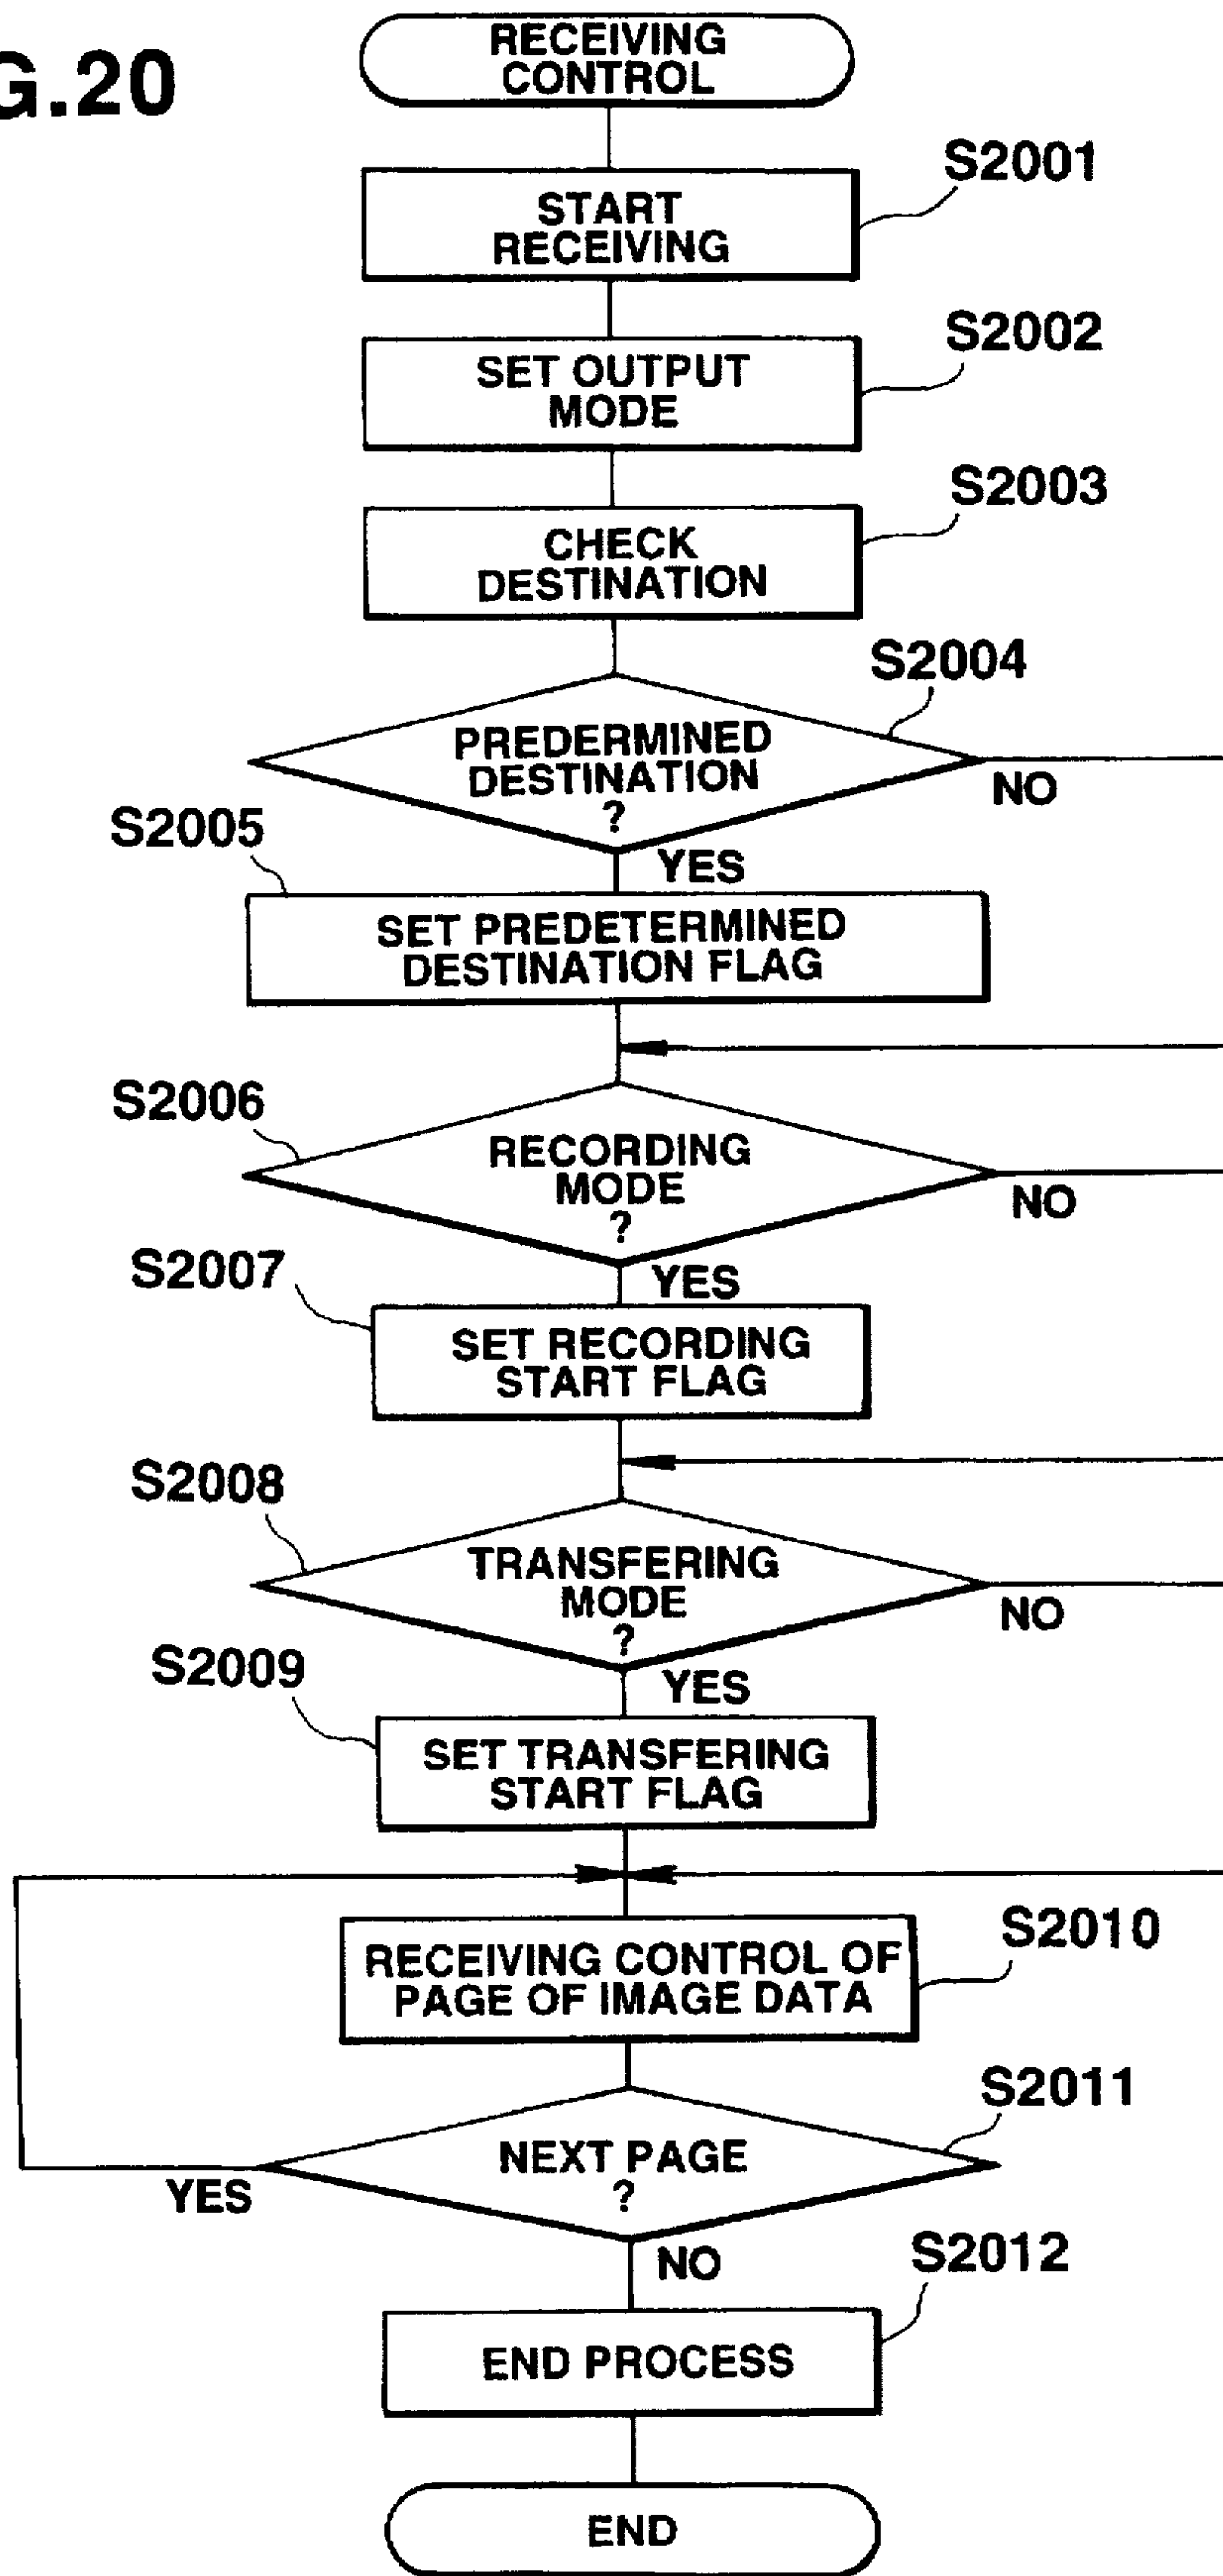 G.20
RECEIVING
CONTROL
S2001
START
RECEIVING
S2002
SET OUTPUT
MODE
S2003
CHECK
DESTINATION
S2004
PREDERMINED
DESTINATION
?
NO
YES
S2005
SET PREDETERMINED
DESTINATION FLAG
S2006
RECORDING
MODE
?
NO
YES
S2007
SET RECORDING
START FLAG
S2008
TRANSFERING
MODE
?
NO
YES
S2009
SET TRANSFERING
START FLAG
S2010
RECEIVING CONTROL OF
PAGE OF IMAGE DATA
S2011
NEXT PAGE
?
YES
NO
S2012
END PROCESS
END